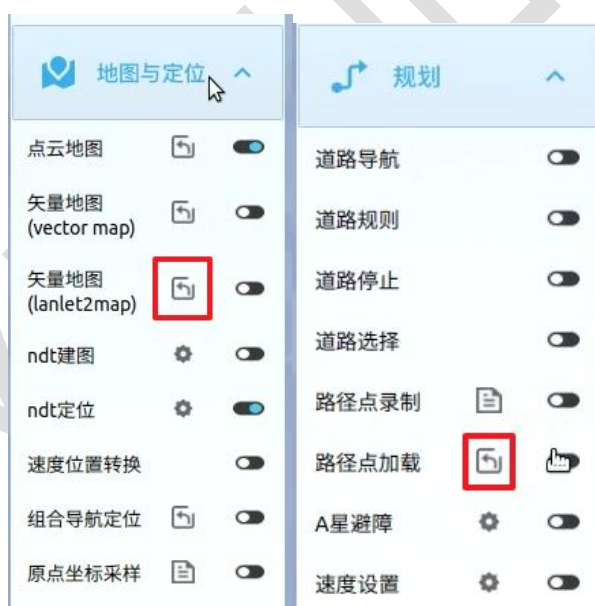 地图与定位
点云地图
矢量地图
(vector map)
矢量地图
(lanlet2map)
ndt建图
ndt定位
速度位置转换
组合导航定位
原点坐标采样
规划
道路导航
道路规则
道路停止
道路选择
路径点录制
路径点加载
A星避障
速度设置